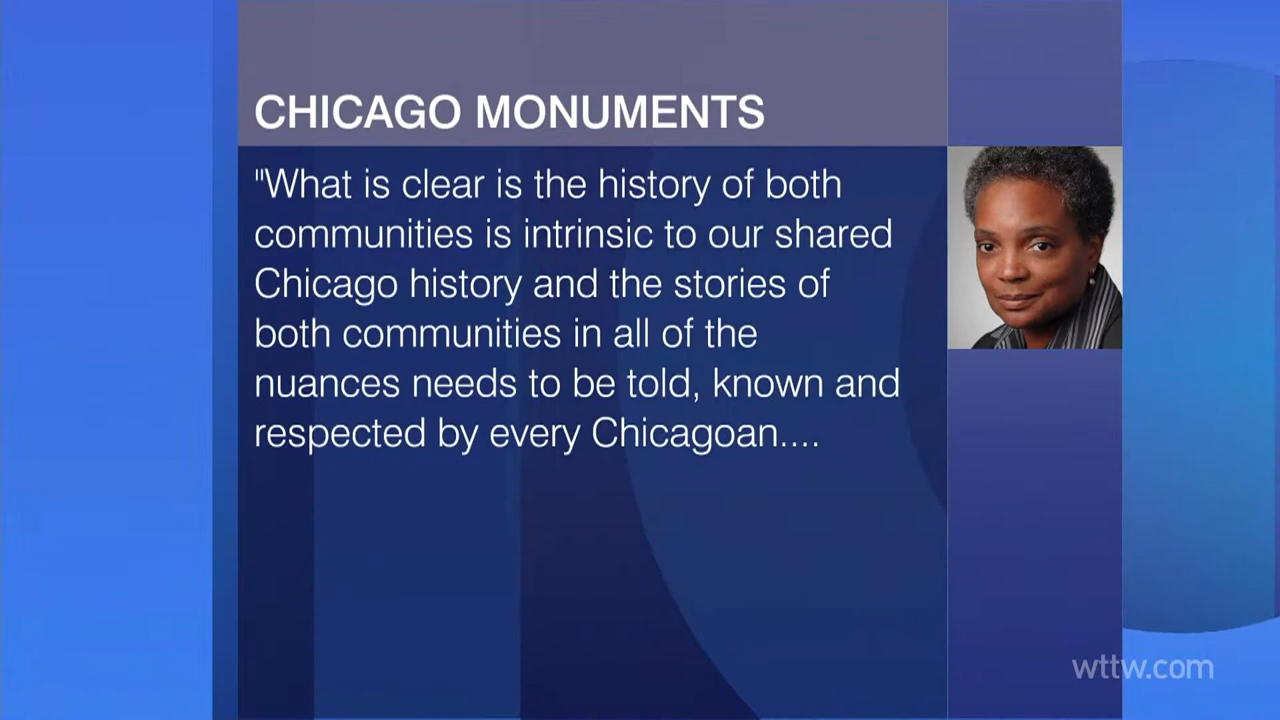 CHICAGO MONUMENTS
"What is clear is the history of both
communities is intrinsic to our shared
Chicago history and the stories of
both communities in all of the
nuances needs to be told, known and
respected by every Chicagoan....
wttw.com